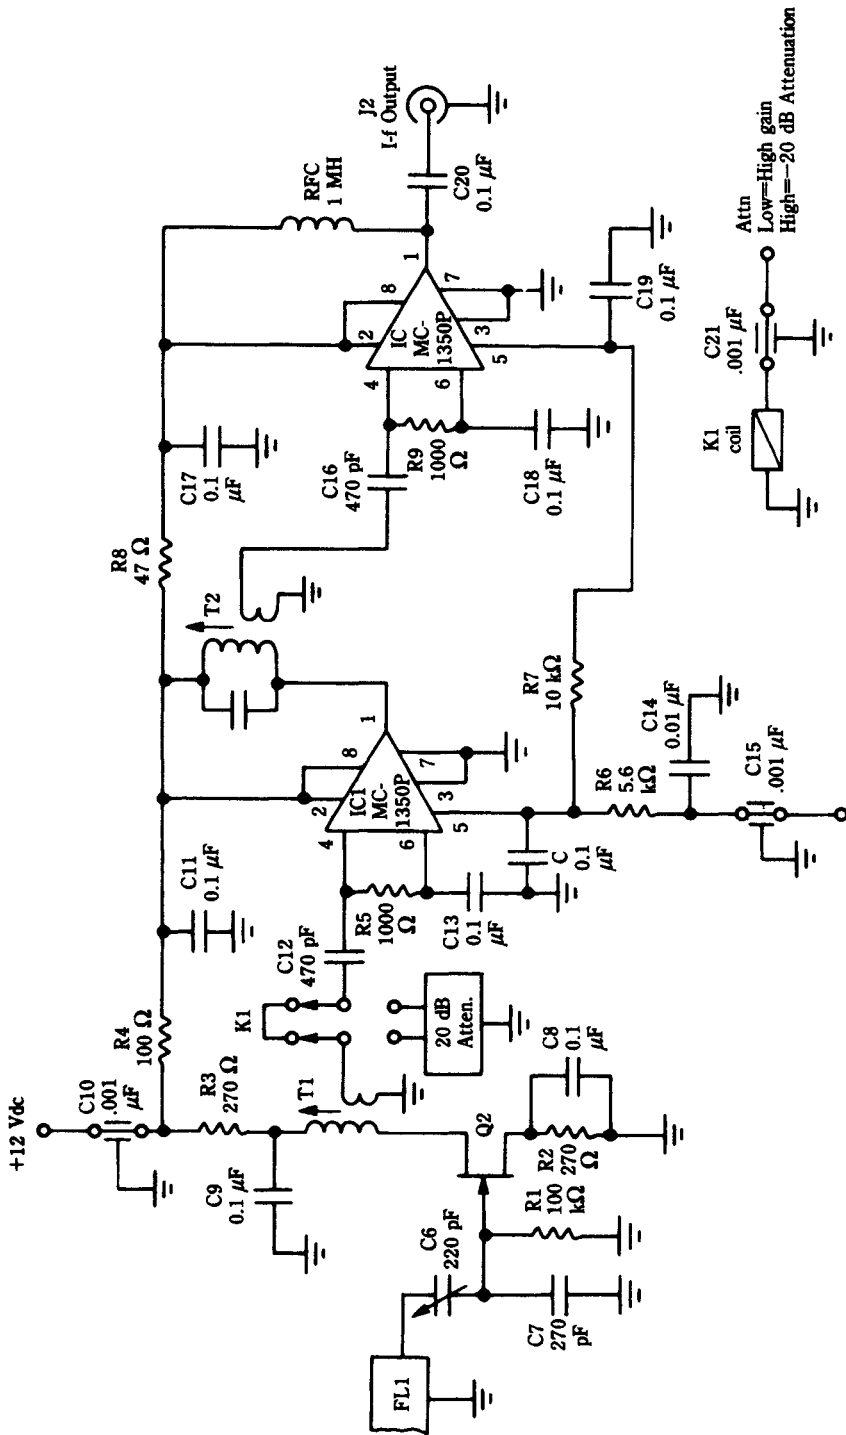 +12 Vdc
C10
.001
µF
R4
100 Ω
C11
0.1 µF
R8
47 Ω
C17
0.1
µF
RFC
1 MH
R3
270 Ω
C9
0.1 µF
T1
K1
C12
470 pF
20 dB
Atten.
R5
1000
Ω
C13
0.1
µF
4
6
2
8
IC1
MC-
1350P
1
7
3
5
T2
C
0.1
µF
R6
5.6
kΩ
C14
0.01 µF
C15
.001 µF
R7
10 kΩ
C16
470 pF
R9
1000
Ω
C18
0.1 µF
4
6
2
8
IC
MC-
1350P
1
7
3
5
C19
0.1 µF
C20
0.1 µF
J2
I-f Output
FL1
C6
220 pF
C7
270
pF
R1
100
kΩ
Q2
R2
270
Ω
C8
0.1
µF
K1
coil
C21
.001 µF
Attn
Low=High gain
High=−20 dB Attenuation